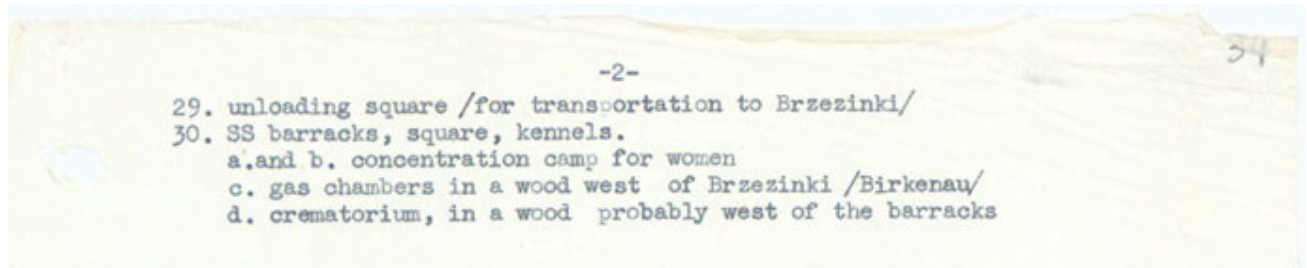 34
-2-
29. unloading square /for transportation to Brzezinki/
30. SS barracks, square, kennels.
a.and b. concentration camp for women
c. gas chambers in a wood west of Brzezinki /Birkenau/
d. crematorium, in a wood probably west of the barracks